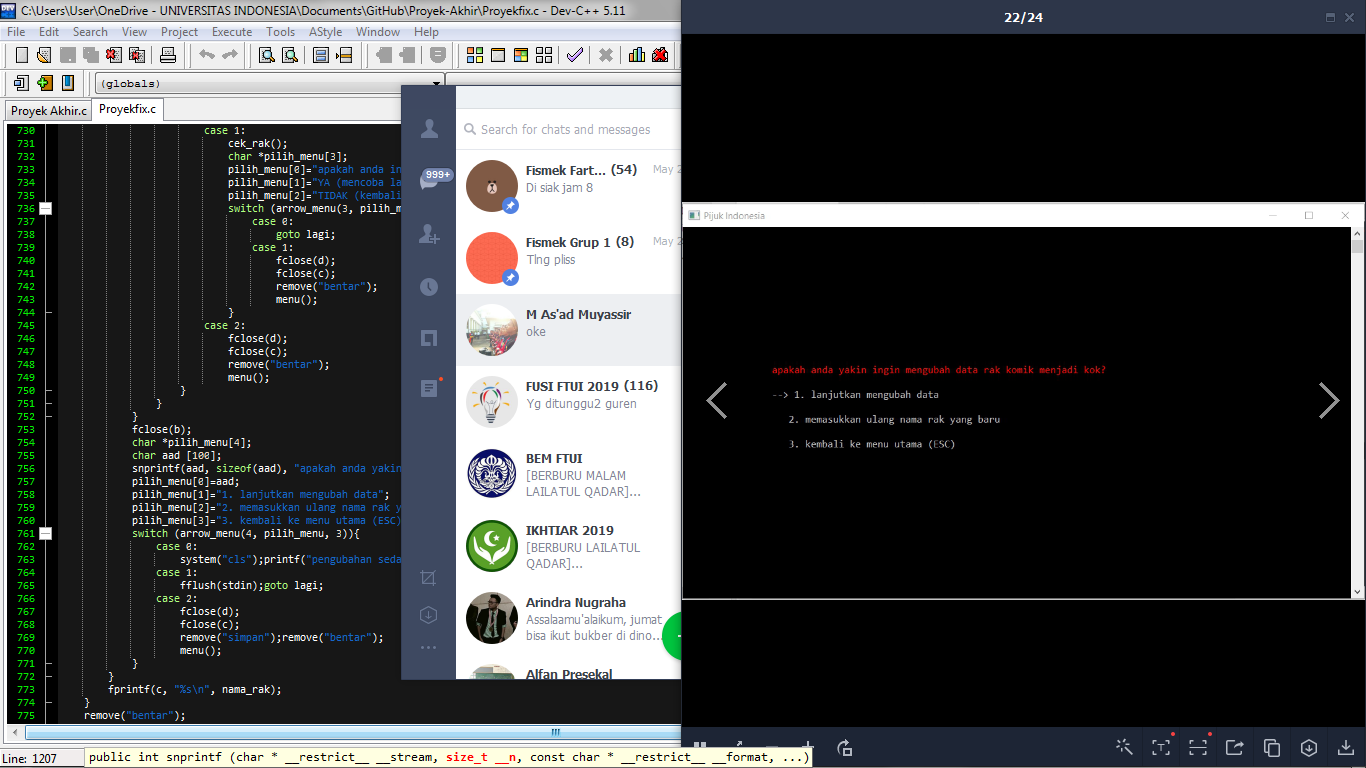 C:\Users\User\OneDrive - UNIVERSITAS INDONESIA\Documents\GitHub\Proyek-Akhir\Proyekfix.c - Dev-C++ 5.11
File Edit Search View Project Execute Tools AStyle Window Help
(globals)
Proyek Akhir.c Proyekfix.c
730 case 1:
731 cek_rak();
732 char *pilih_menu[3];
733 pilih_menu[0]="apakah anda in
734 pilih_menu[1]="YA (mencoba la
735 pilih_menu[2]="TIDAK (kembali
736 switch (arrow_menu(3, pilih_m
737 case 0:
738 goto lagi;
739 case 1:
740 fclose(d);
741 fclose(c);
742 remove("bentar");
743 menu();
744 }
745 case 2:
746 fclose(d);
747 fclose(c);
748 remove("bentar");
749 menu();
750 }
751 }
752 }
753 fclose(b);
754 char *pilih_menu[4];
755 char aad [100];
756 snprintf(aad, sizeof(aad), "apakah anda yakin
757 pilih_menu[0]=aad;
758 pilih_menu[1]="1. lanjutkan mengubah data";
759 pilih_menu[2]="2. memasukkan ulang nama rak y
760 pilih_menu[3]="3. kembali ke menu utama (ESC)
761 switch (arrow_menu(4, pilih_menu, 3)){
762 case 0:
763 system("cls");printf("pengubahan seda
764 case 1:
765 fflush(stdin);goto lagi;
766 case 2:
767 fclose(d);
768 fclose(c);
769 remove("simpan");remove("bentar");
770 menu();
771 }
772 }
773 fprintf(c, "%s\n", nama_rak);
774 }
775 remove("bentar");
Line: 1207
public int snprintf (char * __restrict__ __stream, size_t __n, const char * __restrict__ __format, ...)
999+
Search for chats and messages
Fismek Fart... (54) May 2
Di siak jam 8
Fismek Grup 1 (8) May 2
Tlng pliss
M As'ad Muyassir
oke
FUSI FTUI 2019 (116)
Yg ditunggu2 guren
BEM FTUI
[BERBURU MALAM
LAILATUL QADAR]...
IKHTIAR 2019
[BERBURU LAILATUL
QADAR]...
Arindra Nugraha
Assalaamu'alaikum, jumat
bisa ikut bukber di dino...
Alfan Presekal
22/24
Pijuk Indonesia
apakah anda yakin ingin mengubah data rak komik menjadi kok?
--> 1. lanjutkan mengubah data
2. memasukkan ulang nama rak yang baru
3. kembali ke menu utama (ESC)